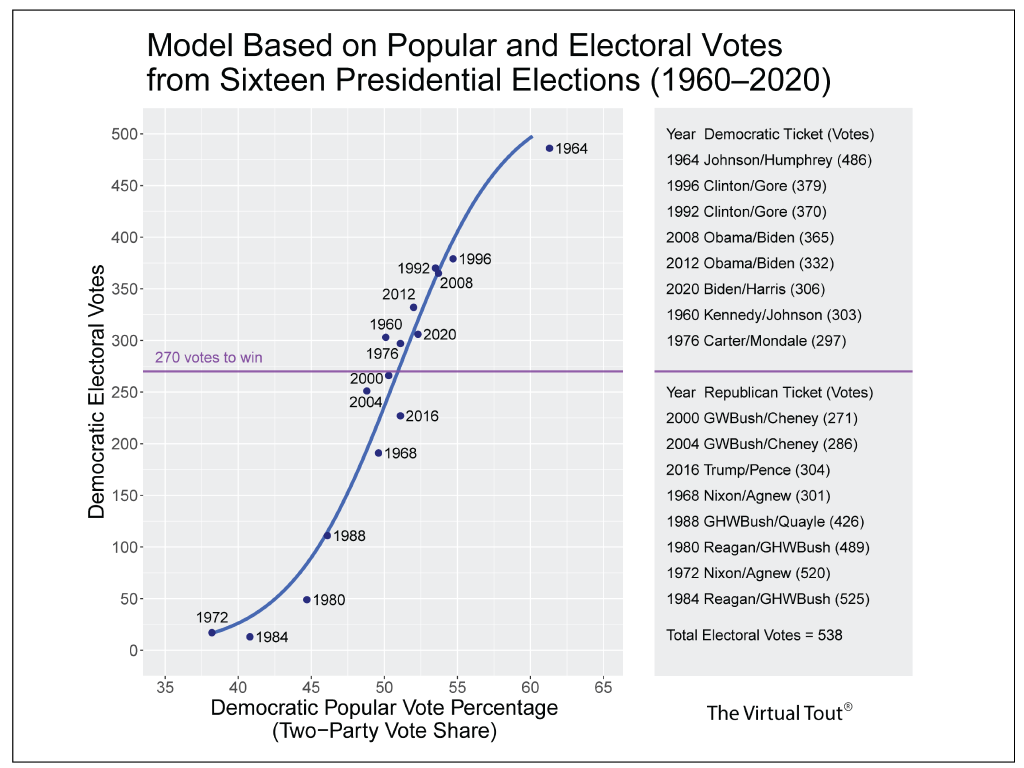 Model Based on Popular and Electoral Votes
from Sixteen Presidential Elections (1960–2020)
Democratic Electoral Votes
500
450
400
350
300
250
200
150
100
50
0
1964
1996
1992
2008
2012
1960
2020
1976
270 votes to win
2000
2004
2016
1968
1988
1980
1972
1984
35 40 45 50 55 60 65
Democratic Popular Vote Percentage
(Two−Party Vote Share)
Year Democratic Ticket (Votes)
1964 Johnson/Humphrey (486)
1996 Clinton/Gore (379)
1992 Clinton/Gore (370)
2008 Obama/Biden (365)
2012 Obama/Biden (332)
2020 Biden/Harris (306)
1960 Kennedy/Johnson (303)
1976 Carter/Mondale (297)
Year Republican Ticket (Votes)
2000 GWBush/Cheney (271)
2004 GWBush/Cheney (286)
2016 Trump/Pence (304)
1968 Nixon/Agnew (301)
1988 GHWBush/Quayle (426)
1980 Reagan/GHWBush (489)
1972 Nixon/Agnew (520)
1984 Reagan/GHWBush (525)
Total Electoral Votes = 538
The Virtual Tout®